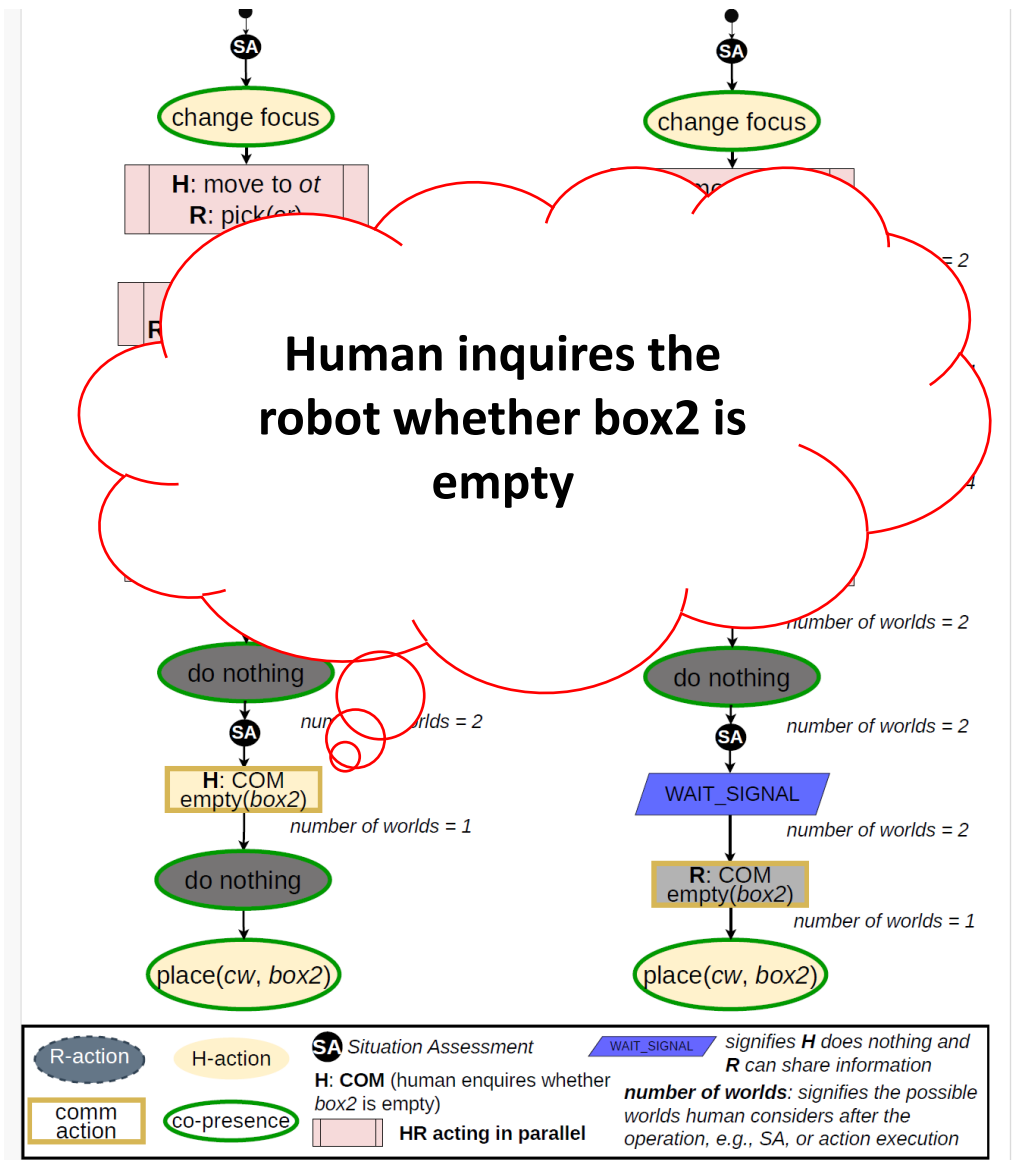 SA
SA
change focus
change focus
H: move to ot
R: pick(cr)
= 2
R
Human inquires the
robot whether box2 is
empty
4
number of worlds = 2
do nothing
do nothing
number of worlds = 2
number of worlds = 2
SA
SA
H: COM
empty(box2)
WAIT_SIGNAL
number of worlds = 1
number of worlds = 2
do nothing
R: COM
empty(box2)
number of worlds = 1
place(cw, box2)
place(cw, box2)
R-action
H-action
SA Situation Assessment
WAIT_SIGNAL
signifies H does nothing and
R can share information
comm
action
co-presence
H: COM (human enquires whether
box2 is empty)
HR acting in parallel
number of worlds: signifies the possible
worlds human considers after the
operation, e.g., SA, or action execution